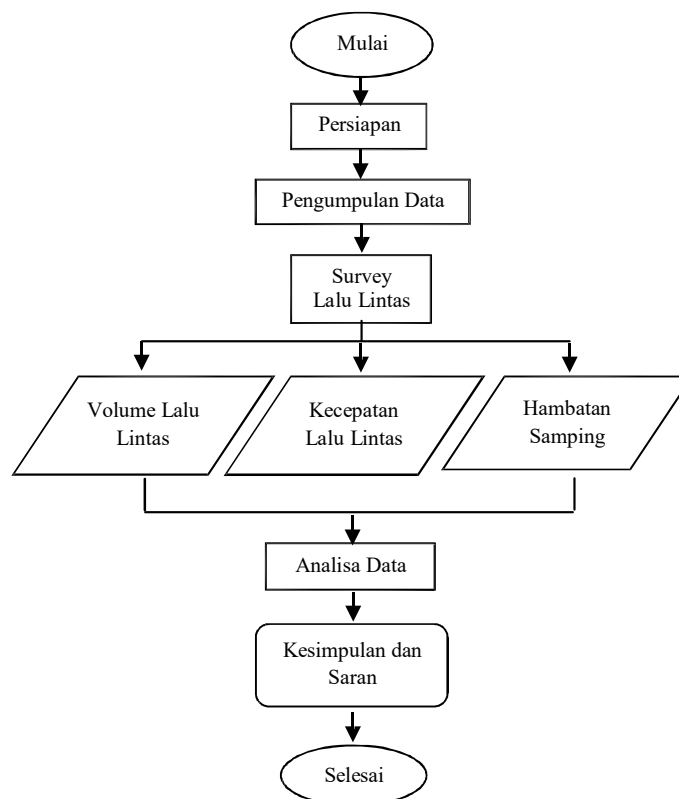 Mulai
Persiapan
Pengumpulan Data
Survey
Lalu Lintas
Volume Lalu
Lintas
Kecepatan
Lalu Lintas
Hambatan
Samping
Analisa Data
Kesimpulan dan
Saran
Selesai